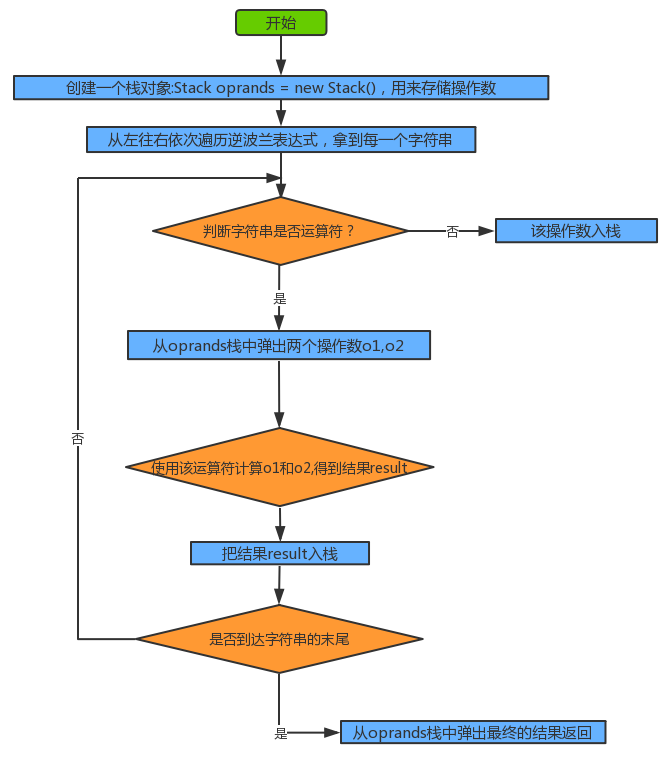 开始
创建一个栈对象:Stack oprands = new Stack()，用来存储操作数
从左往右依次遍历逆波兰表达式，拿到每一个字符串
判断字符串是否运算符？
否
该操作数入栈
是
从oprands栈中弹出两个操作数o1,o2
否
使用该运算符计算o1和o2,得到结果result
把结果result入栈
是否到达字符串的末尾
是
从oprands栈中弹出最终的结果返回